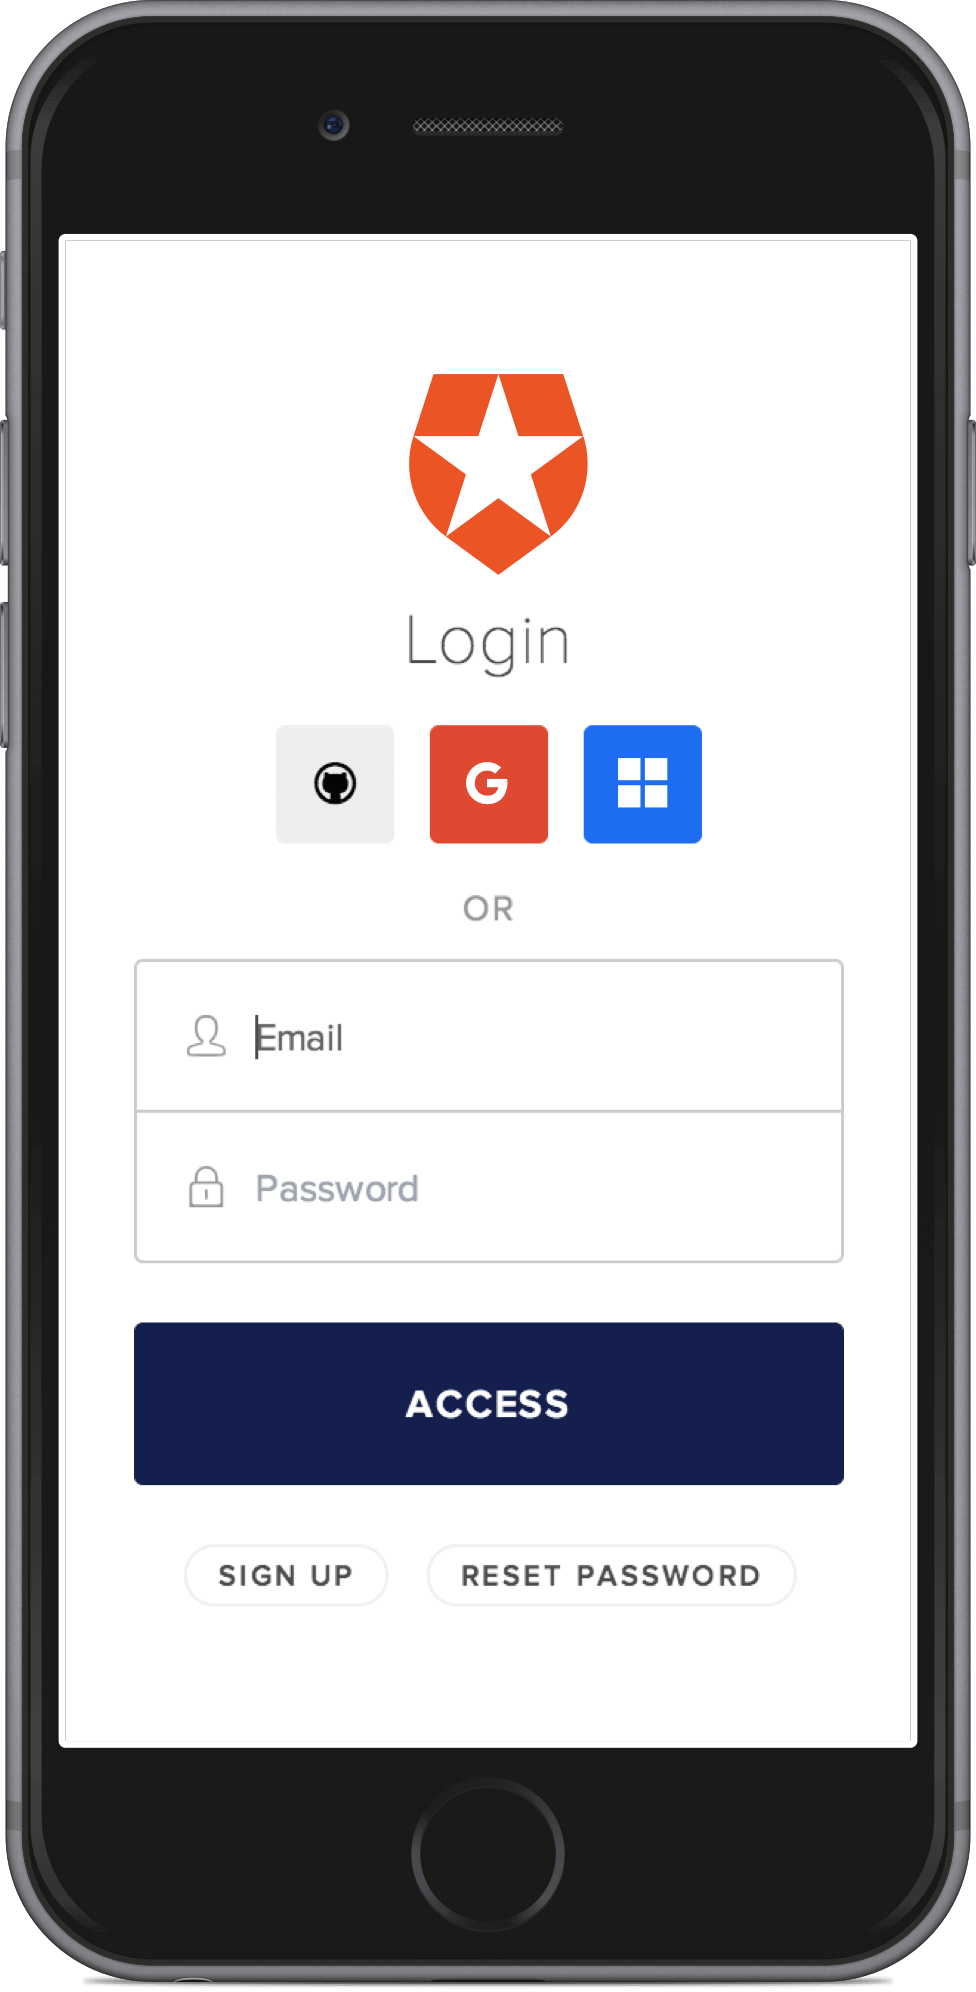 Login
OR
Email
Password
ACCESS
SIGN UP
RESET PASSWORD